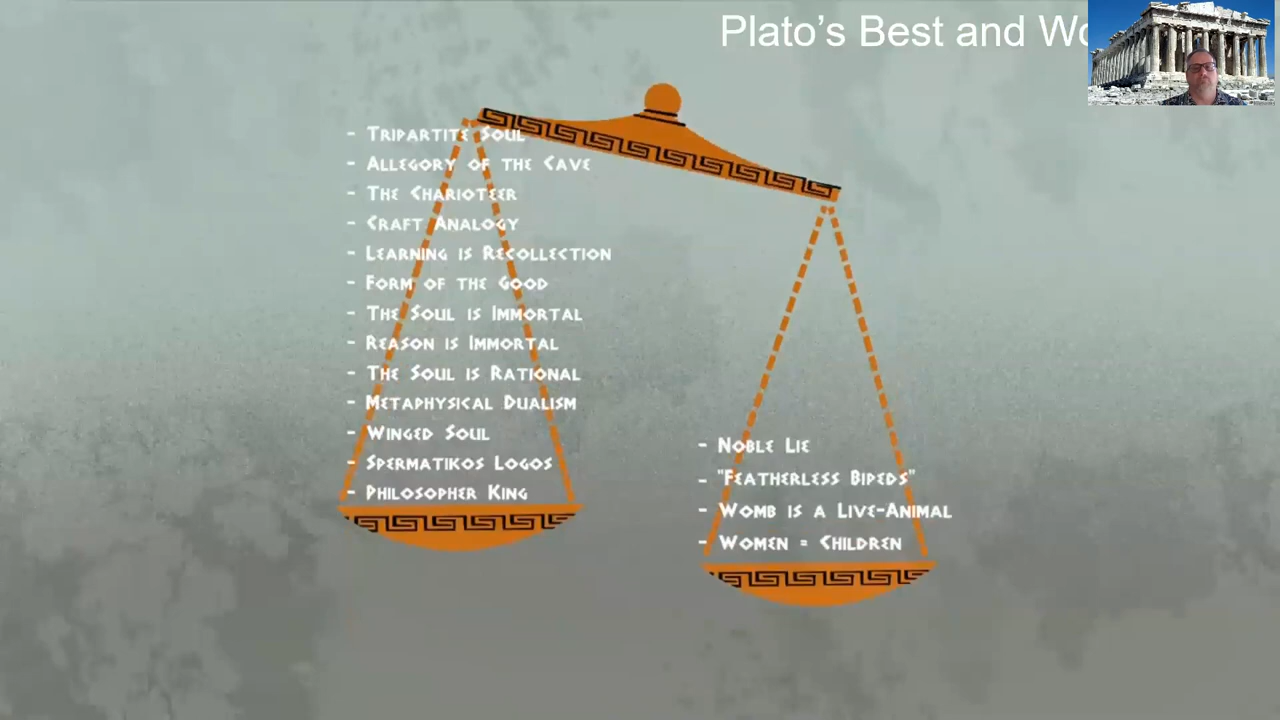 Plato's Best and Wo
- Tripartite Soul
- Allegory of the Cave
- The Charioteer
- Craft Analogy
- Learning is Recollection
- Form of the Good
- The Soul is Immortal
- Reason is Immortal
- The Soul is Rational
- Metaphysical Dualism
- Winged Soul
- Spermatikos Logos
- Philosopher King
- Noble Lie
- "Featherless Bipeds"
- Womb is a Live-Animal
- Women = Children